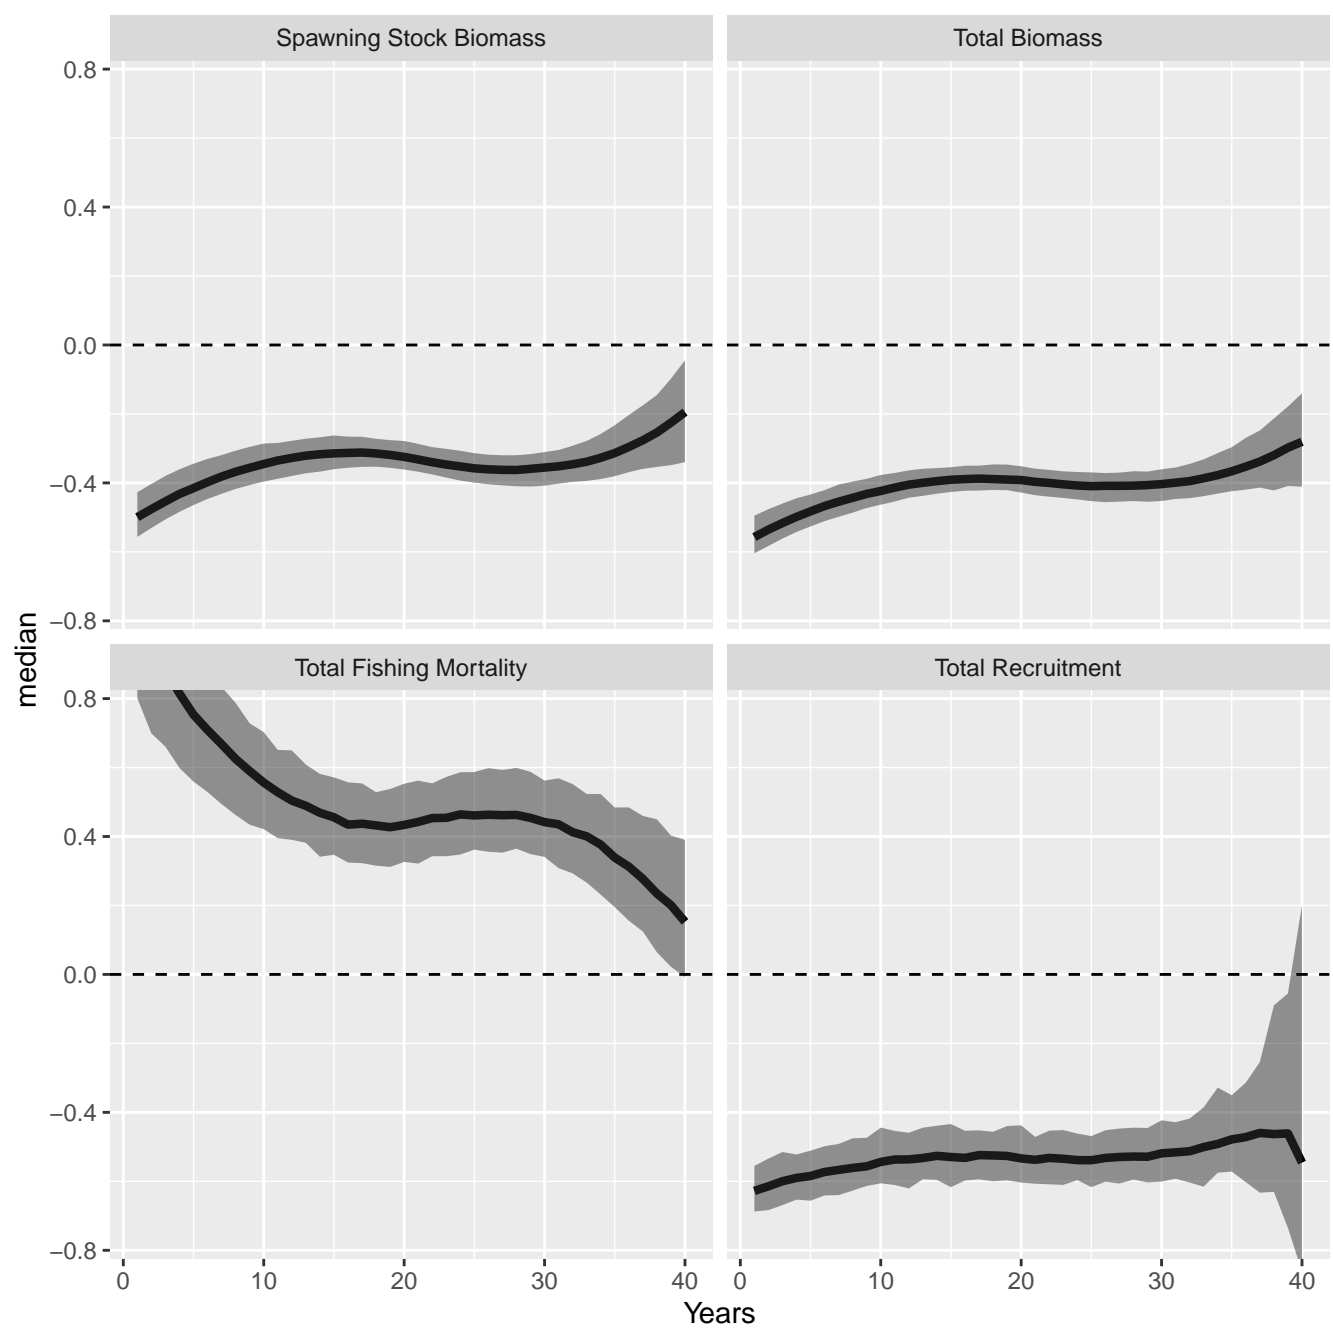 Spawning Stock Biomass
Total Biomass
0.8
0.4
0.0
−0.4
−0.8
median
Total Fishing Mortality
Total Recruitment
0.8
0.4
0.0
−0.4
−0.8
0 10 20 30 40
0 10 20 30 40
Years